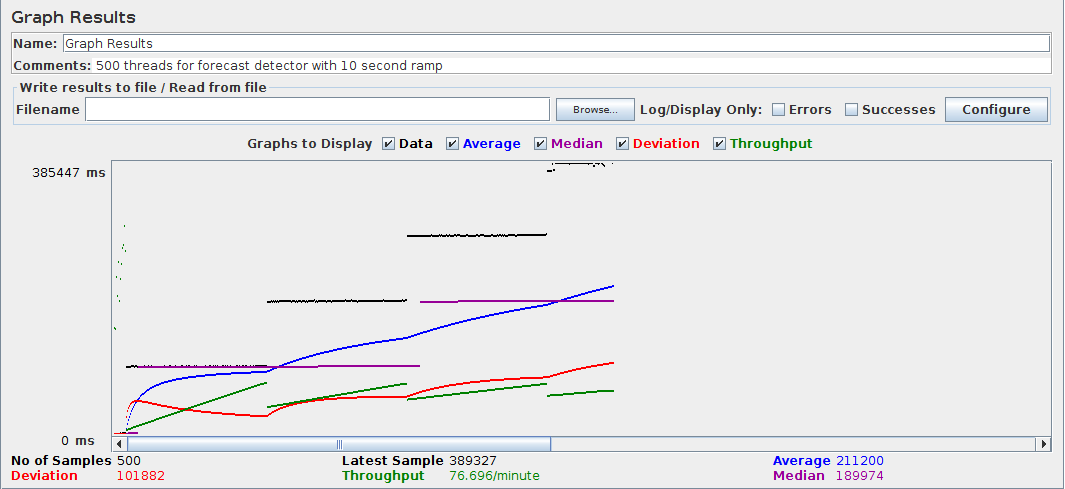 Graph Results
Name: Graph Results
Comments: 500 threads for forecast detector with 10 second ramp
Write results to file / Read from file
Filename Browse... Log/Display Only: Errors Successes Configure
Graphs to Display Data Average Median Deviation Throughput
385447 ms
0 ms
No of Samples 500 Latest Sample 389327 Average 211200
Deviation 101882 Throughput 76.696/minute Median 189974